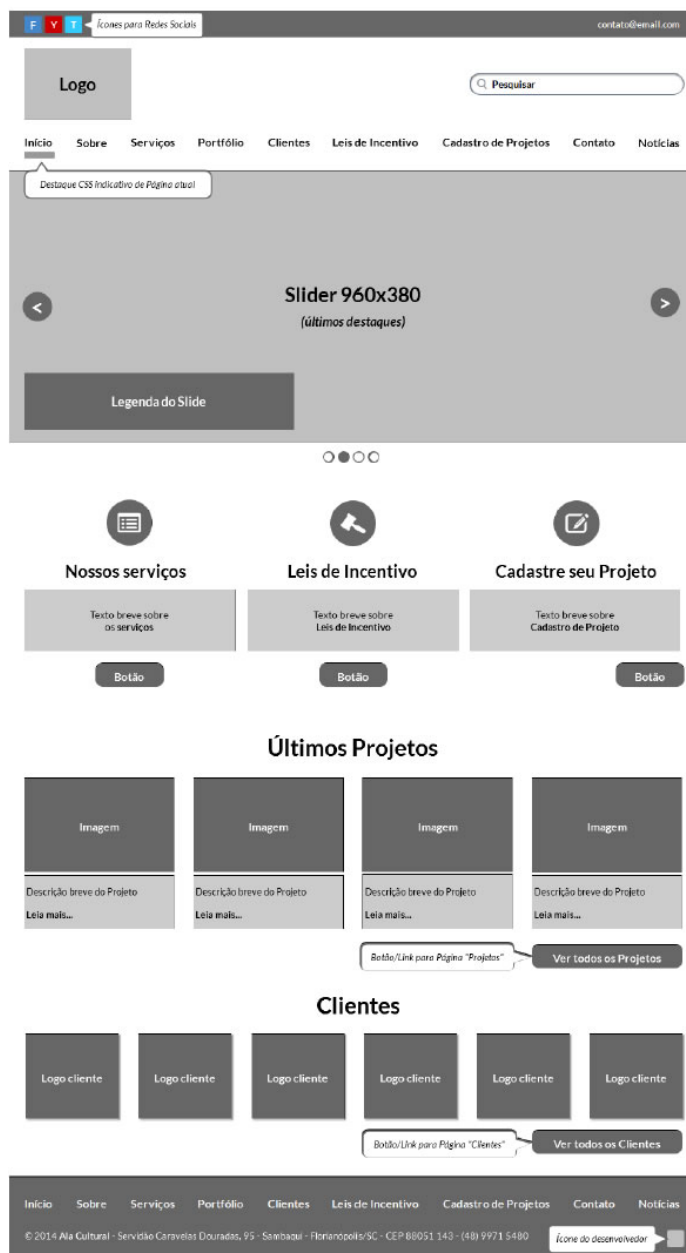 F Y T Ícones para Redes Sociais contato@email.com
Logo
Pesquisar
Início Sobre Serviços Portfólio Clientes Leis de Incentivo Cadastro de Projetos Contato Notícias
Destaque CSS indicativo de Página atual
Slider 960x380
< >
(últimos destaques)
Legenda do Slide
Nossos serviços Leis de Incentivo Cadastre seu Projeto
Texto breve sobre Texto breve sobre Texto breve sobre
os serviços Leis de Incentivo Cadastro de Projeto
Botão Botão Botão
Últimos Projetos
Imagem Imagem Imagem Imagem
Descrição breve do Projeto Descrição breve do Projeto Descrição breve do Projeto Descrição breve do Projeto
Leia mais... Leia mais... Leia mais... Leia mais...
Botão/Link para Página "Projetos" Ver todos os Projetos
Clientes
Logo cliente Logo cliente Logo cliente Logo cliente Logo cliente Logo cliente
Botão/Link para Página "Clientes" Ver todos os Clientes
Início Sobre Serviços Portfólio Clientes Leis de Incentivo Cadastro de Projetos Contato Notícias
© 2014 Ala Cultural - Servidão Caravelas Douradas, 95 - Sambaqui - Florianópolis/SC - CEP 88051 143 - (48) 9971 5480 Ícone do desenvolvedor